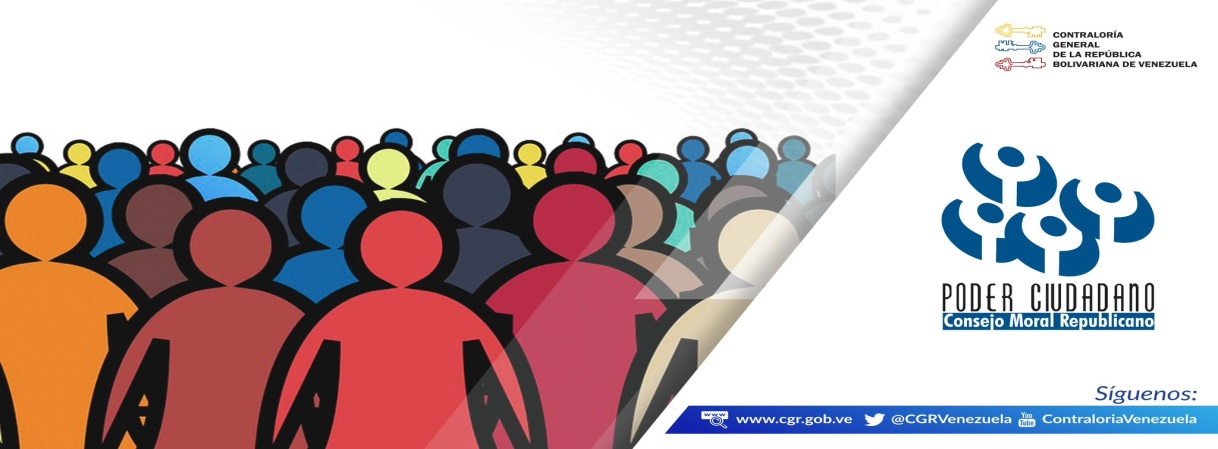 CONTRALORÍA
GENERAL
DE LA REPÚBLICA
BOLIVARIANA DE VENEZUELA
PODER CIUDADANO
Consejo Moral Republicano
Síguenos:
www www.cgr.gob.ve @CGRVenezuela You Tube ContraloriaVenezuela